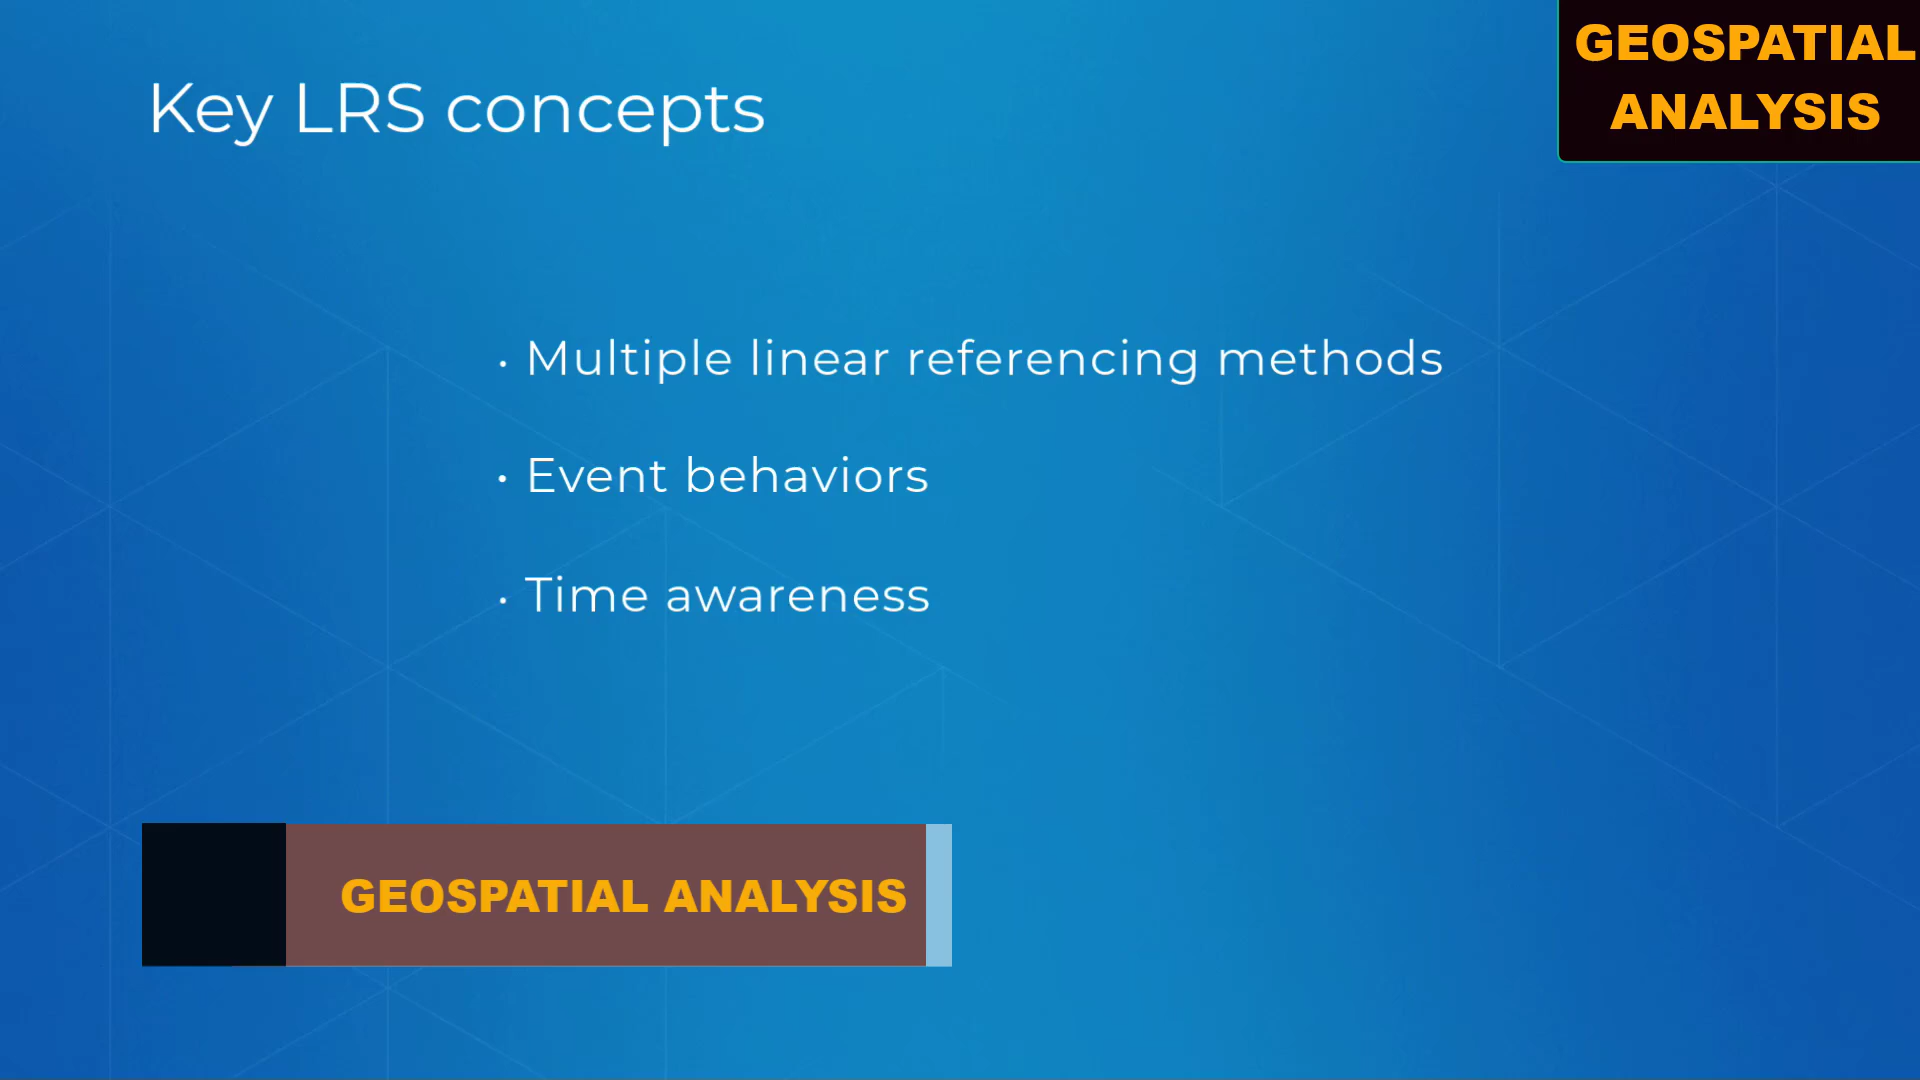 Key LRS concepts
GEOSPATIAL
ANALYSIS
• Multiple linear referencing methods
• Event behaviors
• Time awareness
GEOSPATIAL ANALYSIS